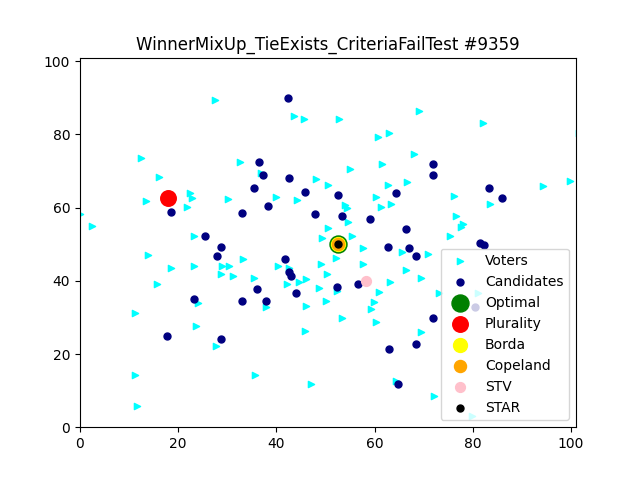 WinnerMixUp_TieExists_CriteriaFailTest #9359
100
80
60
40
20
0
0
20
40
60
80
100
Voters
Candidates
Optimal
Plurality
Borda
Copeland
STV
STAR